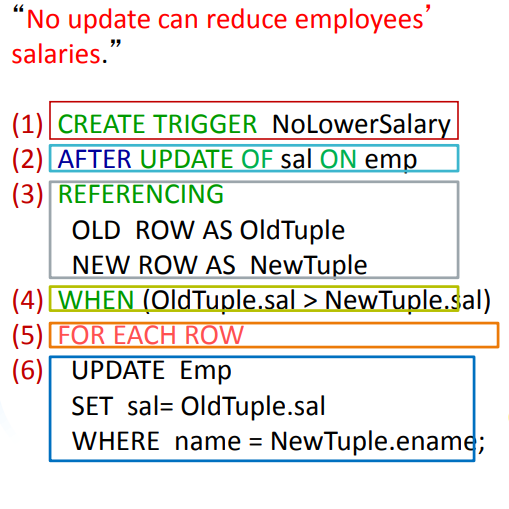 “No update can reduce employees’
salaries.”
(1) CREATE TRIGGER NoLowerSalary
(2) AFTER UPDATE OF sal ON emp
(3) REFERENCING
OLD ROW AS OldTuple
NEW ROW AS NewTuple
(4) WHEN (OldTuple.sal > NewTuple.sal)
(5) FOR EACH ROW
(6) UPDATE Emp
SET sal= OldTuple.sal
WHERE name = NewTuple.ename;